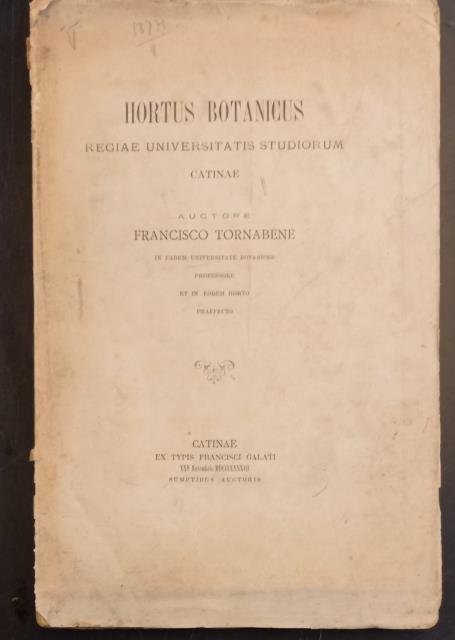 HORTUS BOTANICUS
REGIAE UNIVERSITATIS STUDIORUM
CATINAE
AUCTORE
FRANCISCO TORNABENE
IN EADEM UNIVERSITATE BOTANICES
PROFESSORE
ET IN EODEM HORTO
PRAEFECTO
CATINAE
EX TYPIS FRANCISCI GALATI
XXV
SUMPTIBUS AUCTORIS